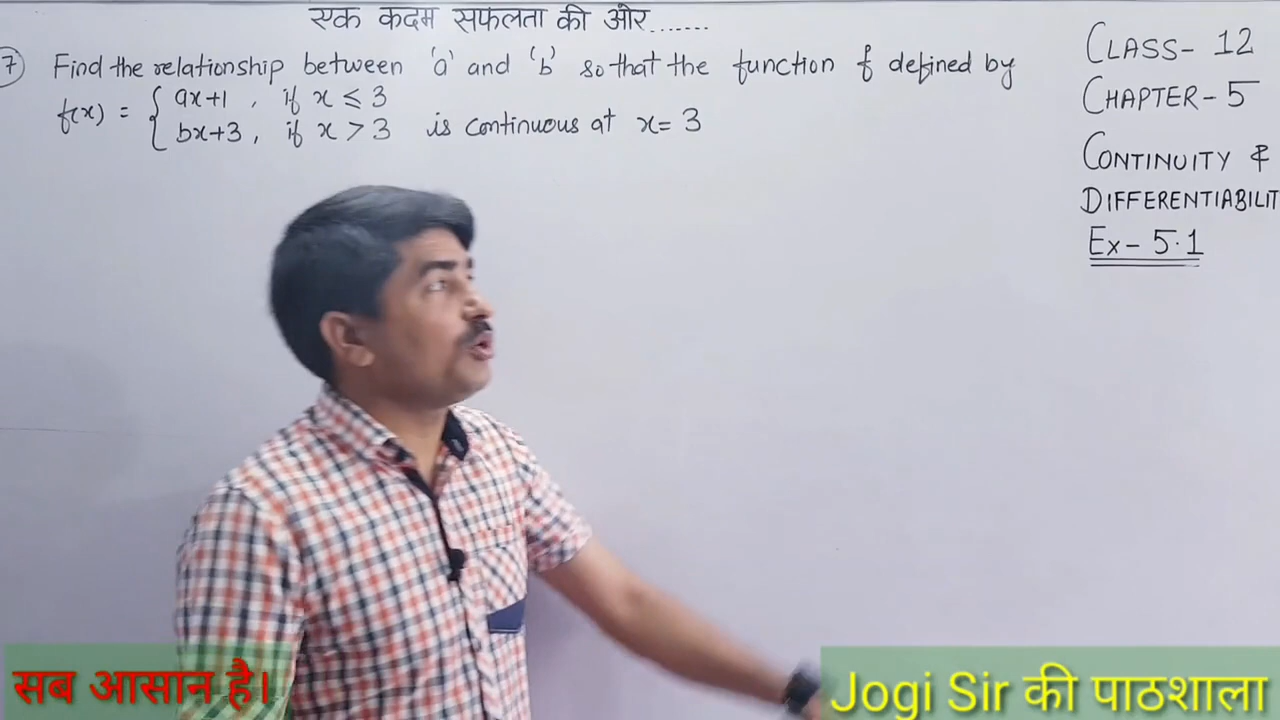 एक कदम सफलता की ओर.......
7 Find the relationship between 'a' and 'b' so that the function f defined by
f(x) = { ax+1 , if x ≤ 3
bx+3 , if x > 3 is continuous at x = 3
CLASS- 12
CHAPTER- 5
CONTINUITY &
DIFFERENTIABILIT
Ex- 5.1
सब आसान है।
Jogi Sir की पाठशाला